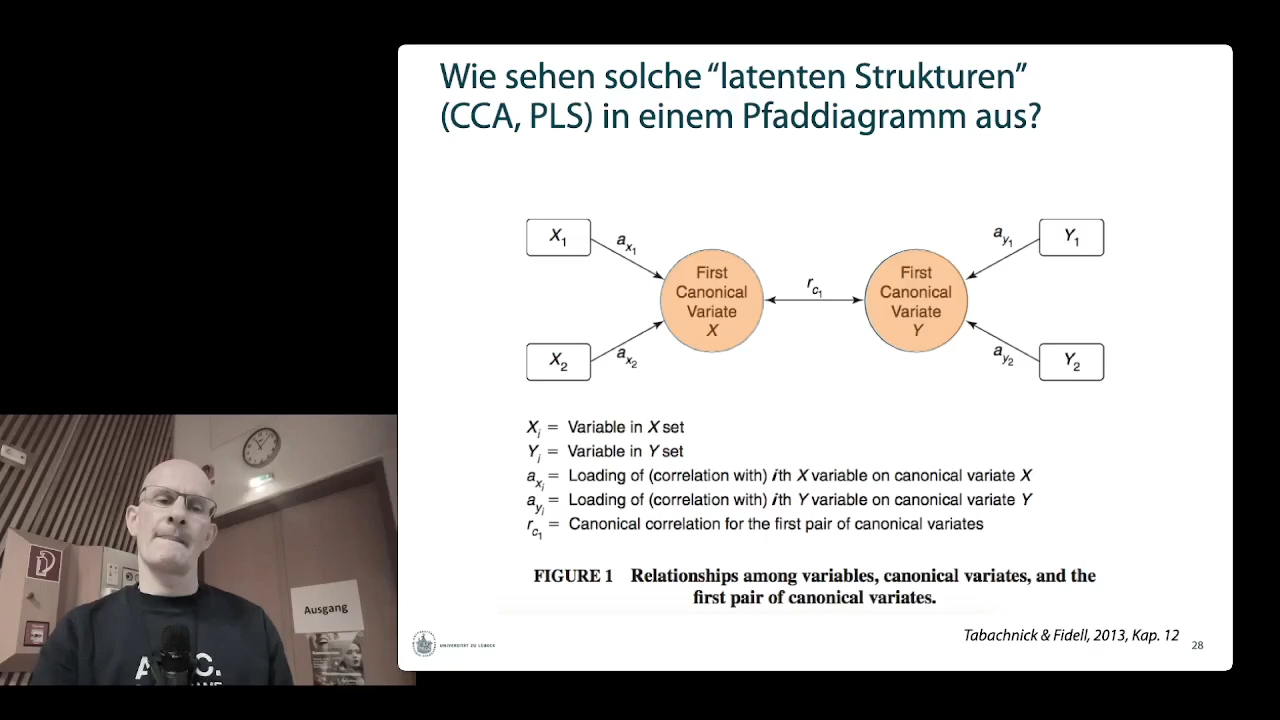 Wie sehen solche “latenten Strukturen”
(CCA, PLS) in einem Pfaddiagramm aus?
X1
ax1
First
Canonical
Variate
X
rc1
First
Canonical
Variate
Y
ay1
Y1
X2
ax2
ay2
Y2
Xi = Variable in X set
Yi = Variable in Y set
axi = Loading of (correlation with) ith X variable on canonical variate X
ayi = Loading of (correlation with) ith Y variable on canonical variate Y
rc1 = Canonical correlation for the first pair of canonical variates
FIGURE 1 Relationships among variables, canonical variates, and the
first pair of canonical variates.
Tabachnick & Fidell, 2013, Kap. 12
UNIVERSITÄT ZU LÜBECK
28
Ausgang